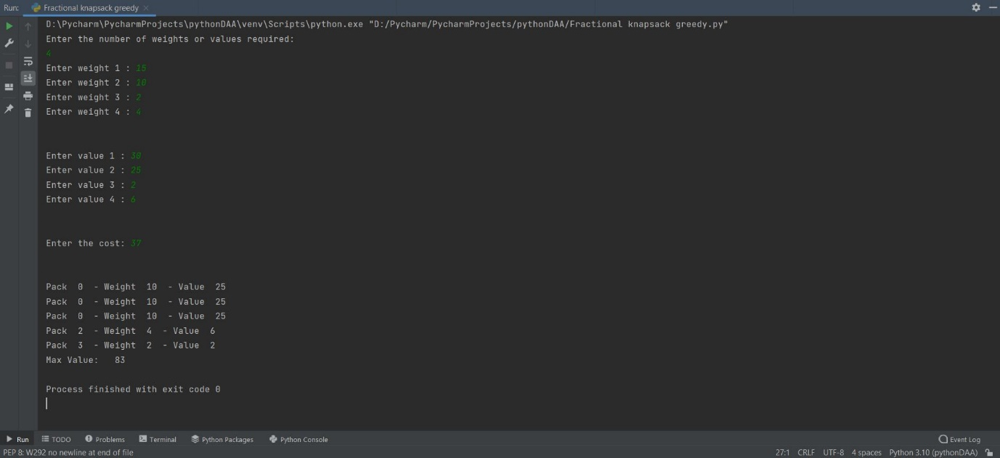 Run: Fractional knapsack greedy
D:\Pycharm\PycharmProjects\pythonDAA\venv\Scripts\python.exe "D:/Pycharm/PycharmProjects/pythonDAA/Fractional knapsack greedy.py"
Enter the number of weights or values required:
4
Enter weight 1 : 15
Enter weight 2 : 10
Enter weight 3 : 2
Enter weight 4 : 4
Enter value 1 : 30
Enter value 2 : 25
Enter value 3 : 2
Enter value 4 : 6
Enter the cost: 37
Pack  0  - Weight  10  - Value  25
Pack  0  - Weight  10  - Value  25
Pack  0  - Weight  10  - Value  25
Pack  2  - Weight  4  - Value  6
Pack  3  - Weight  2  - Value  2
Max Value:   83
Process finished with exit code 0
Run TODO Problems Terminal Python Packages Python Console Event Log
PEP 8: W292 no newline at end of file 27:1 CRLF UTF-8 4 spaces Python 3.10 (pythonDAA)